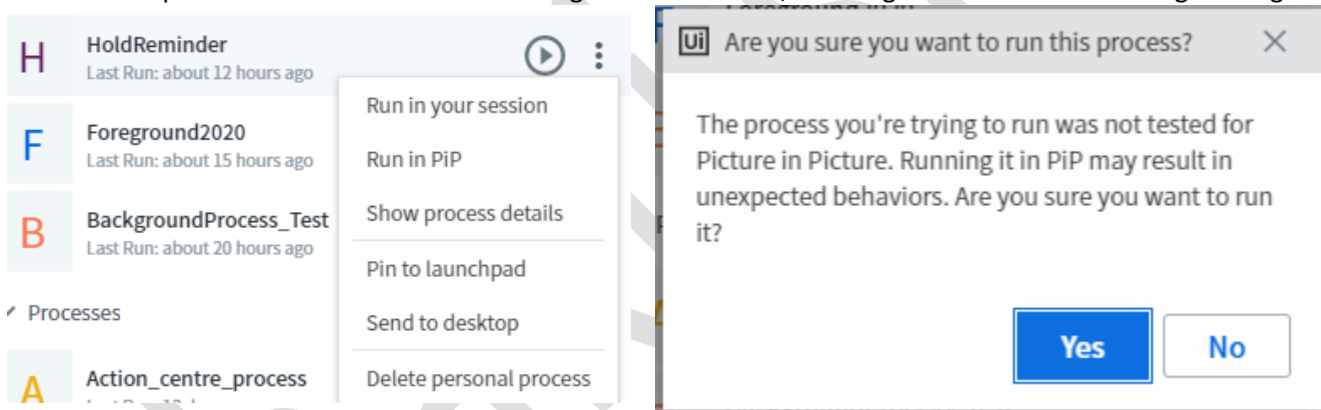 H
HoldReminder
Last Run: about 12 hours ago
F
Foreground2020
Last Run: about 15 hours ago
B
BackgroundProcess_Test
Last Run: about 20 hours ago
Processes
A
Action_centre_process
Run in your session
Run in PiP
Show process details
Pin to launchpad
Send to desktop
Delete personal process
Ui Are you sure you want to run this process?
The process you're trying to run was not tested for
Picture in Picture. Running it in PiP may result in
unexpected behaviors. Are you sure you want to run
it?
Yes No